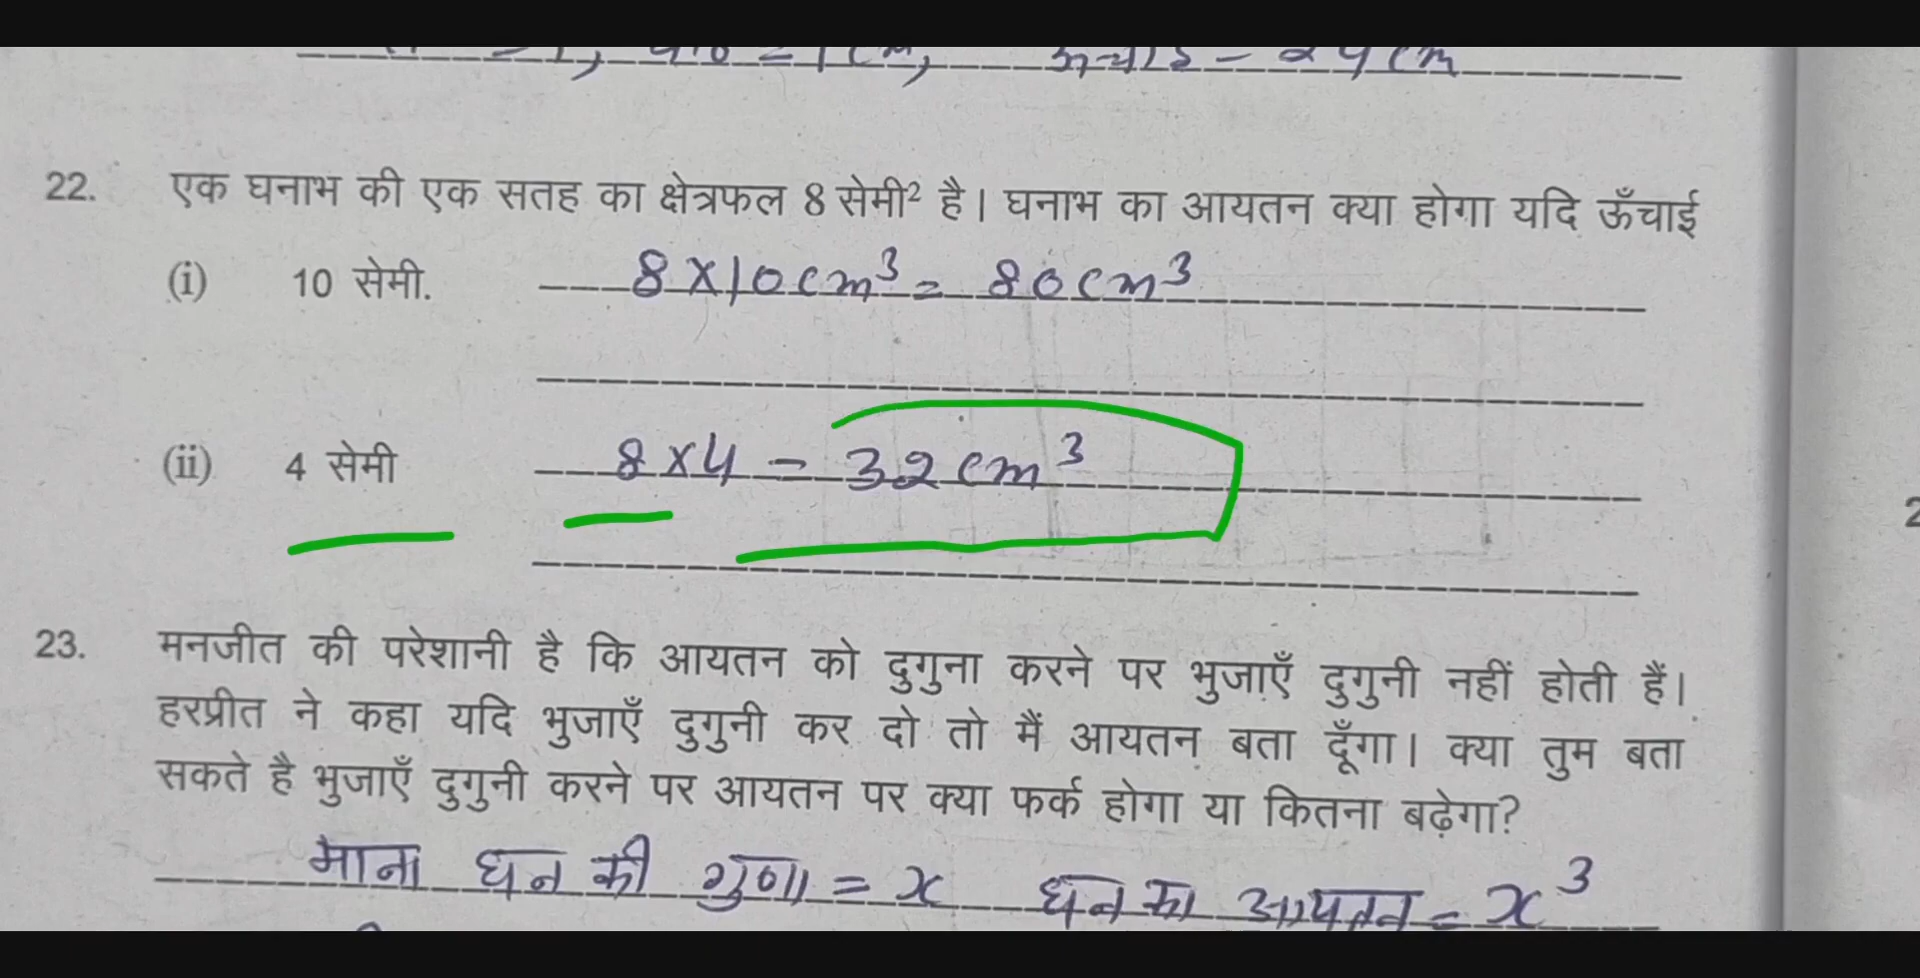 22. एक घनाभ की एक सतह का क्षेत्रफल 8 सेमी² है। घनाभ का आयतन क्या होगा यदि ऊँचाई
(i) 10 सेमी. 8×10cm³ = 80cm³
(ii) 4 सेमी 8×4 = 32cm³
23. मनजीत की परेशानी है कि आयतन को दुगुना करने पर भुजाएँ दुगुनी नहीं होती हैं।
हरप्रीत ने कहा यदि भुजाएँ दुगुनी कर दो तो मैं आयतन बता दूँगा। क्या तुम बता
सकते है भुजाएँ दुगुनी करने पर आयतन पर क्या फर्क होगा या कितना बढ़ेगा?
माना घन की = x घन का आयतन = x³